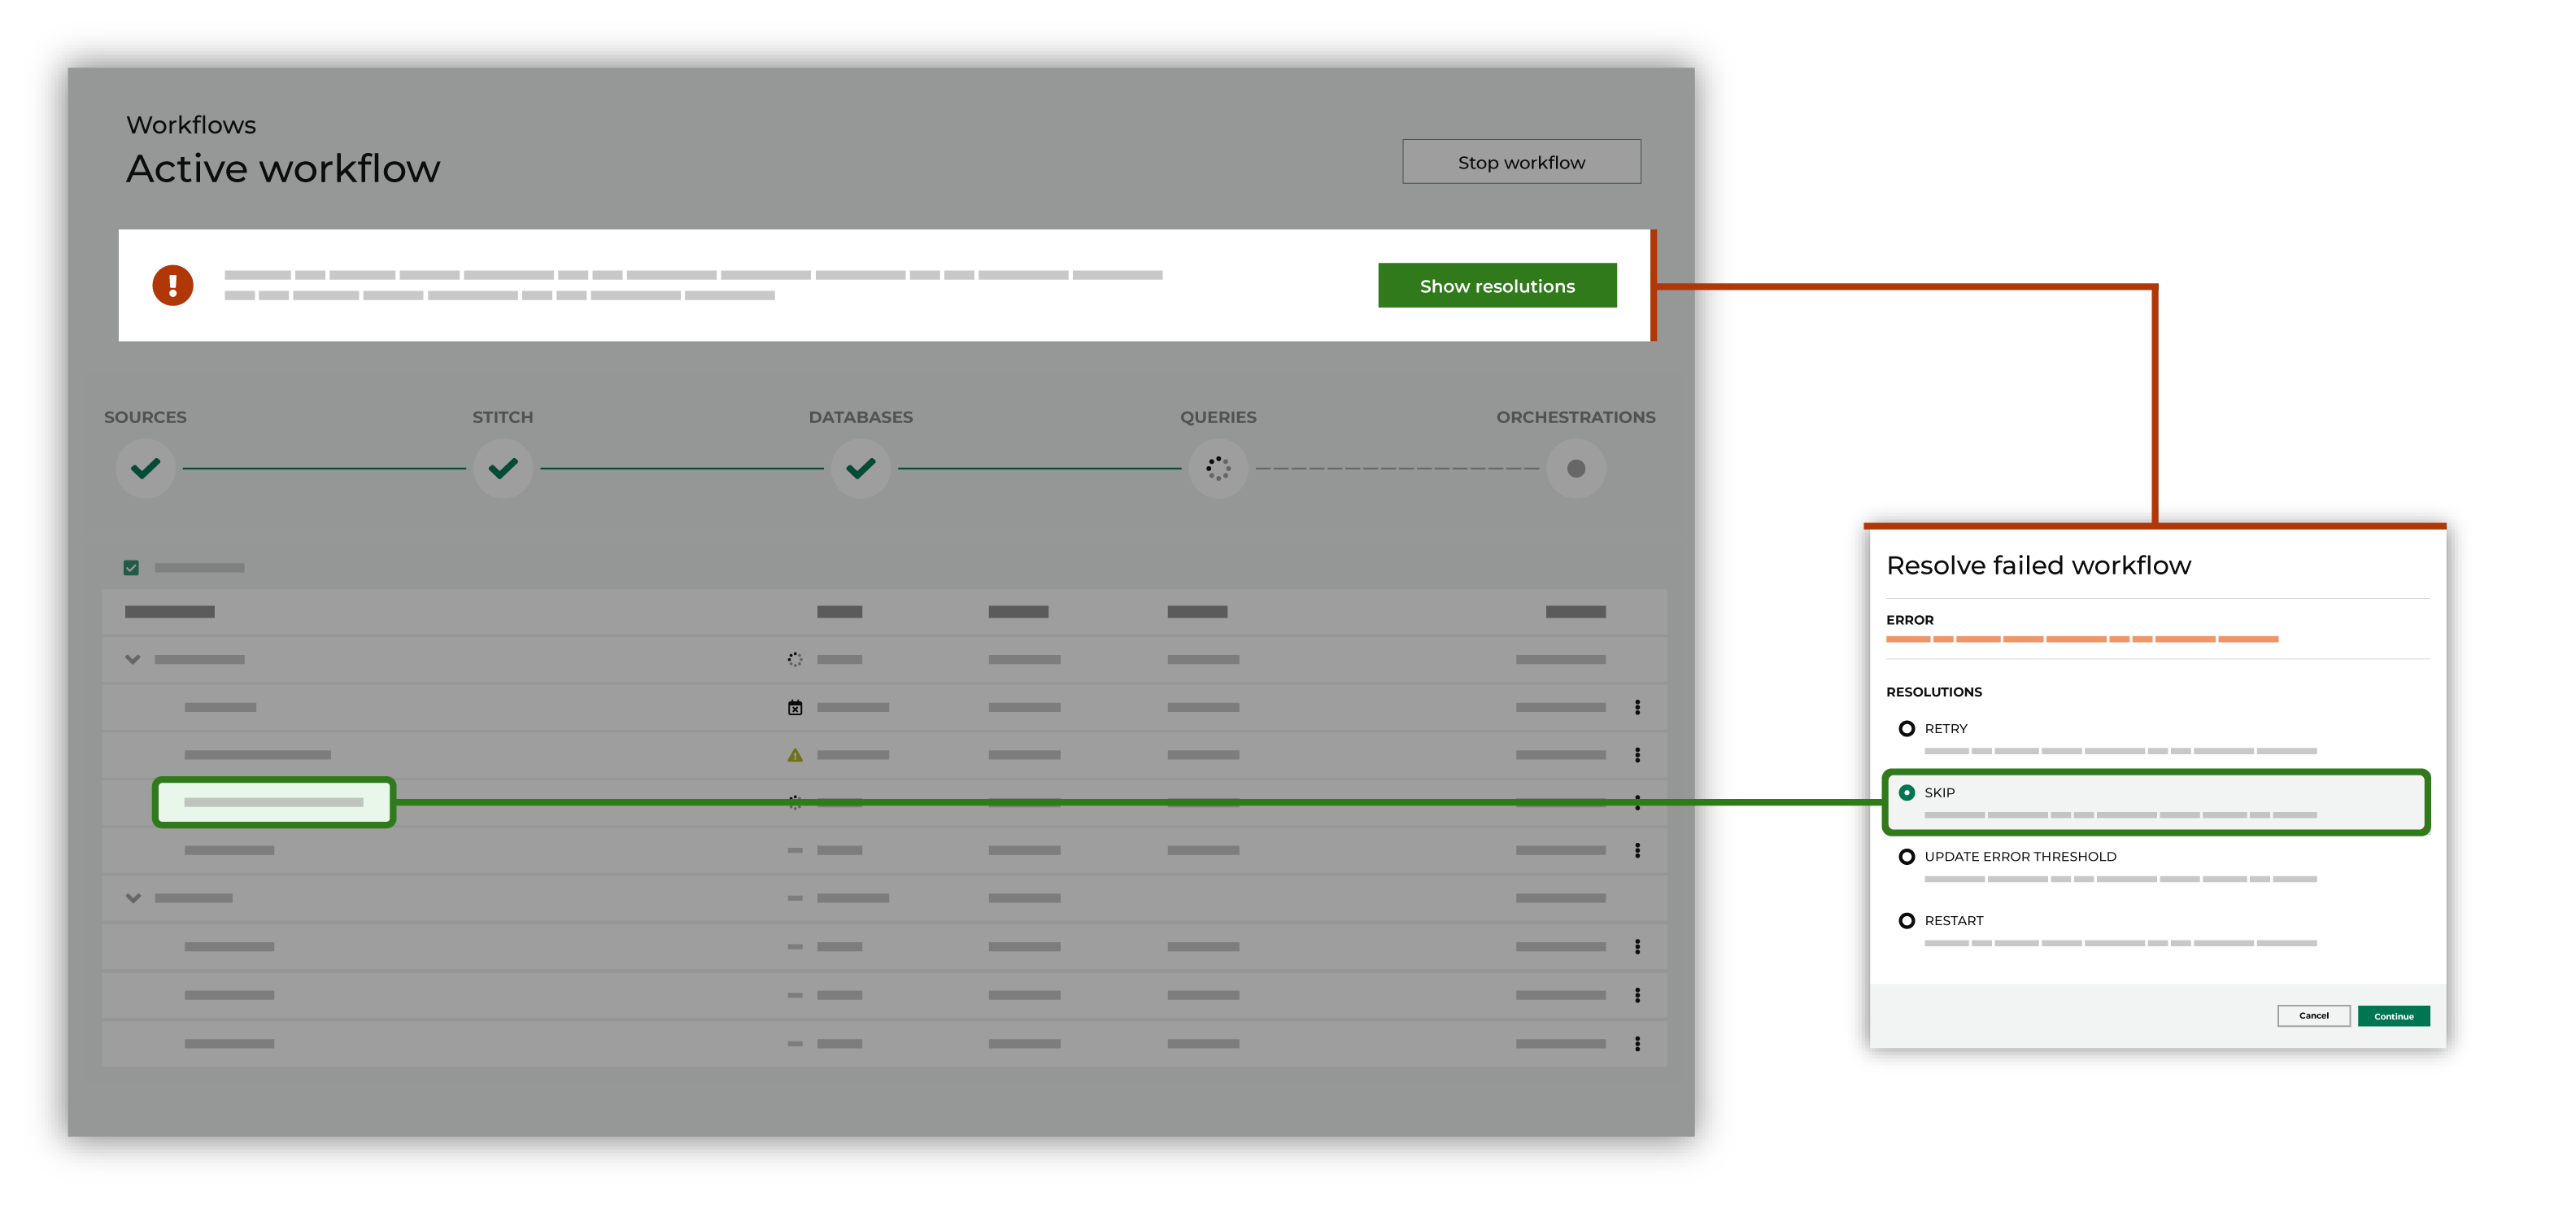 Workflows
Active workflow
Stop workflow
Show resolutions
SOURCES
STITCH
DATABASES
QUERIES
ORCHESTRATIONS
Resolve failed workflow
ERROR
RESOLUTIONS
RETRY
SKIP
UPDATE ERROR THRESHOLD
RESTART
Cancel
Continue